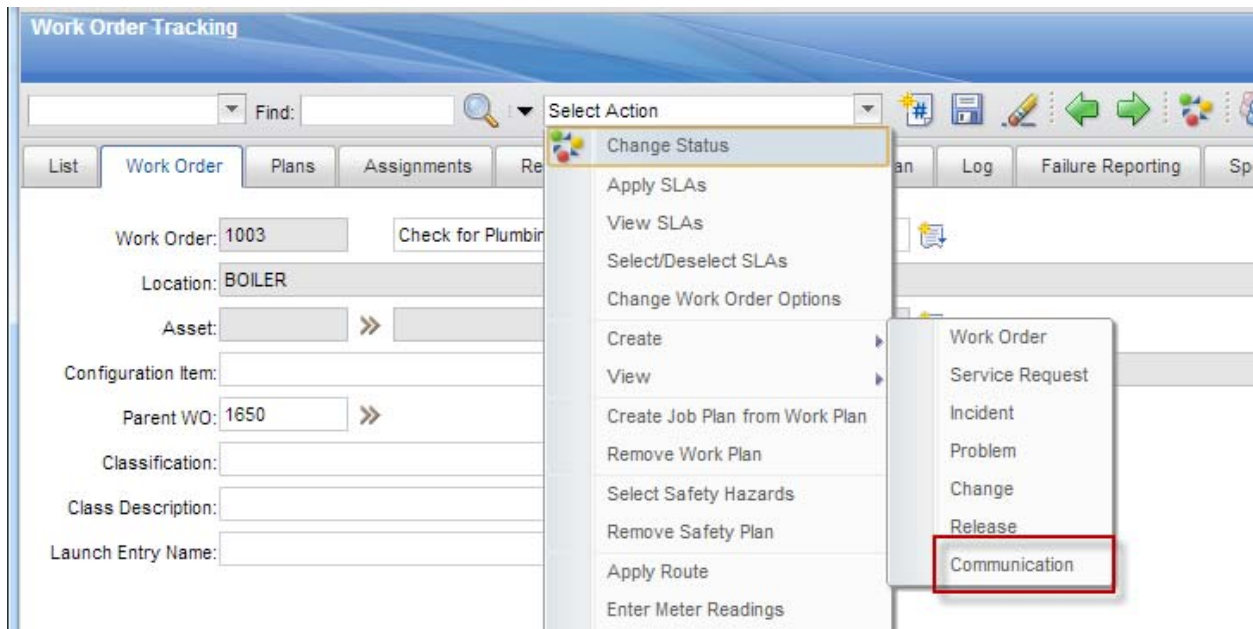 Work Order Tracking
Find:
Select Action
List Work Order Plans Assignments Re an Log Failure Reporting Sp
Work Order: 1003 Check for Plumbin
Location: BOILER
Asset:
Configuration Item:
Parent WO: 1650
Classification:
Class Description:
Launch Entry Name:
Change Status
Apply SLAs
View SLAs
Select/Deselect SLAs
Change Work Order Options
Create
View
Create Job Plan from Work Plan
Remove Work Plan
Select Safety Hazards
Remove Safety Plan
Apply Route
Enter Meter Readings
Work Order
Service Request
Incident
Problem
Change
Release
Communication